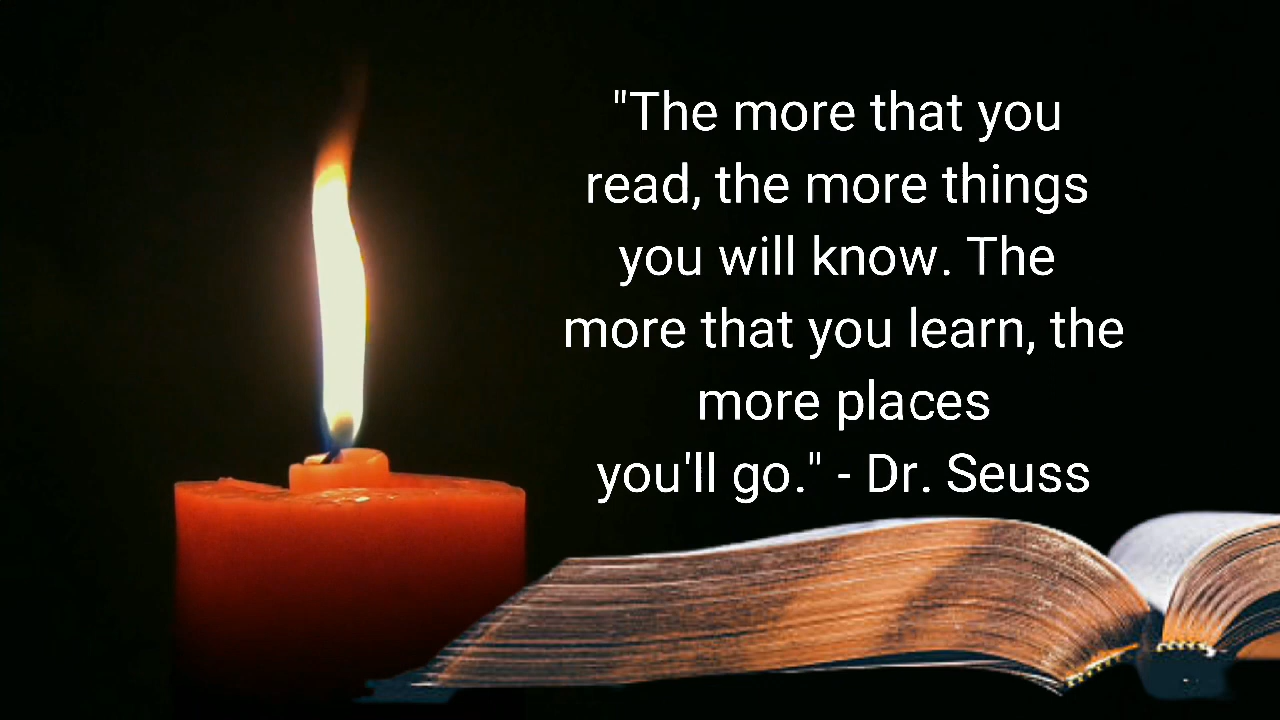 "The more that you
read, the more things
you will know. The
more that you learn, the
more places
you'll go." - Dr. Seuss